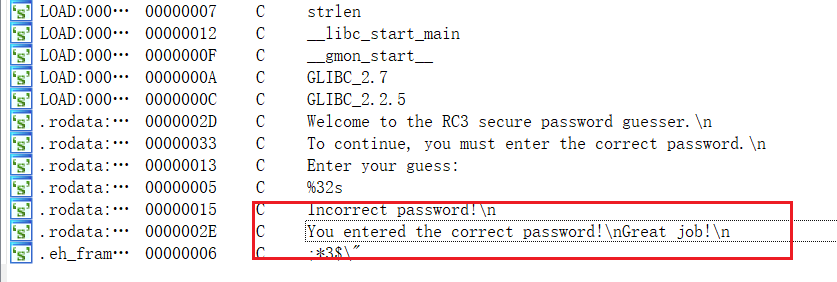 's' LOAD:000… 00000007 C strlen
's' LOAD:000… 00000012 C __libc_start_main
's' LOAD:000… 0000000F C __gmon_start__
's' LOAD:000… 0000000A C GLIBC_2.7
's' LOAD:000… 0000000C C GLIBC_2.2.5
's' .rodata:… 0000002D C Welcome to the RC3 secure password guesser.\n
's' .rodata:… 00000033 C To continue, you must enter the correct password.\n
's' .rodata:… 00000013 C Enter your guess:
's' .rodata:… 00000005 C %32s
's' .rodata:… 00000015 C Incorrect password!\n
's' .rodata:… 0000002E C You entered the correct password!\nGreat job!\n
's' .eh_fram… 00000006 C ;*3$\"